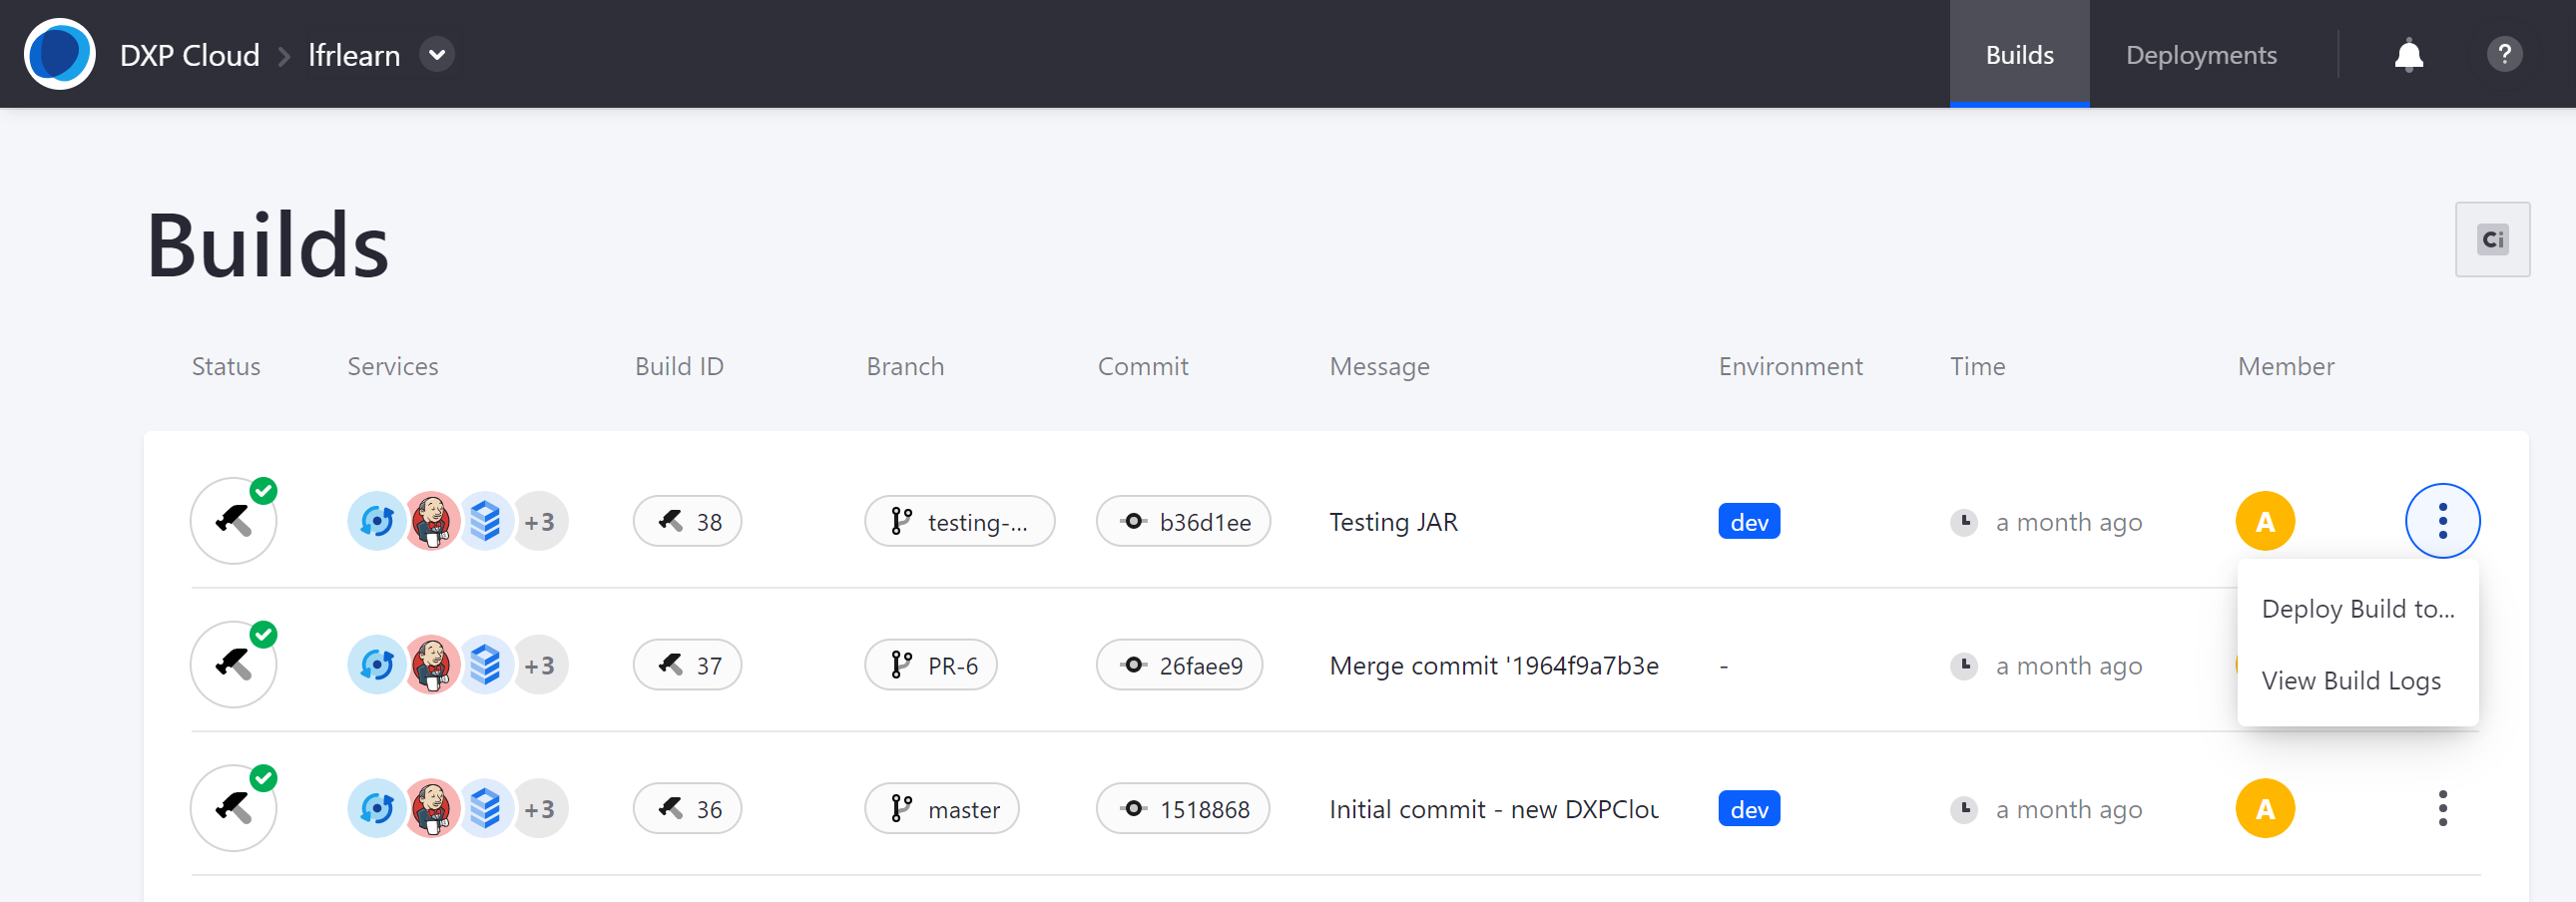 DXP Cloud > lfrlearn
Builds Deployments ?
Builds
Ci
Status Services Build ID Branch Commit Message Environment Time Member
+3 38 testing-... b36d1ee Testing JAR dev a month ago A
Deploy Build to...
+3 37 PR-6 26faee9 Merge commit '1964f9a7b3e - a month ago
View Build Logs
+3 36 master 1518868 Initial commit - new DXPClou dev a month ago A